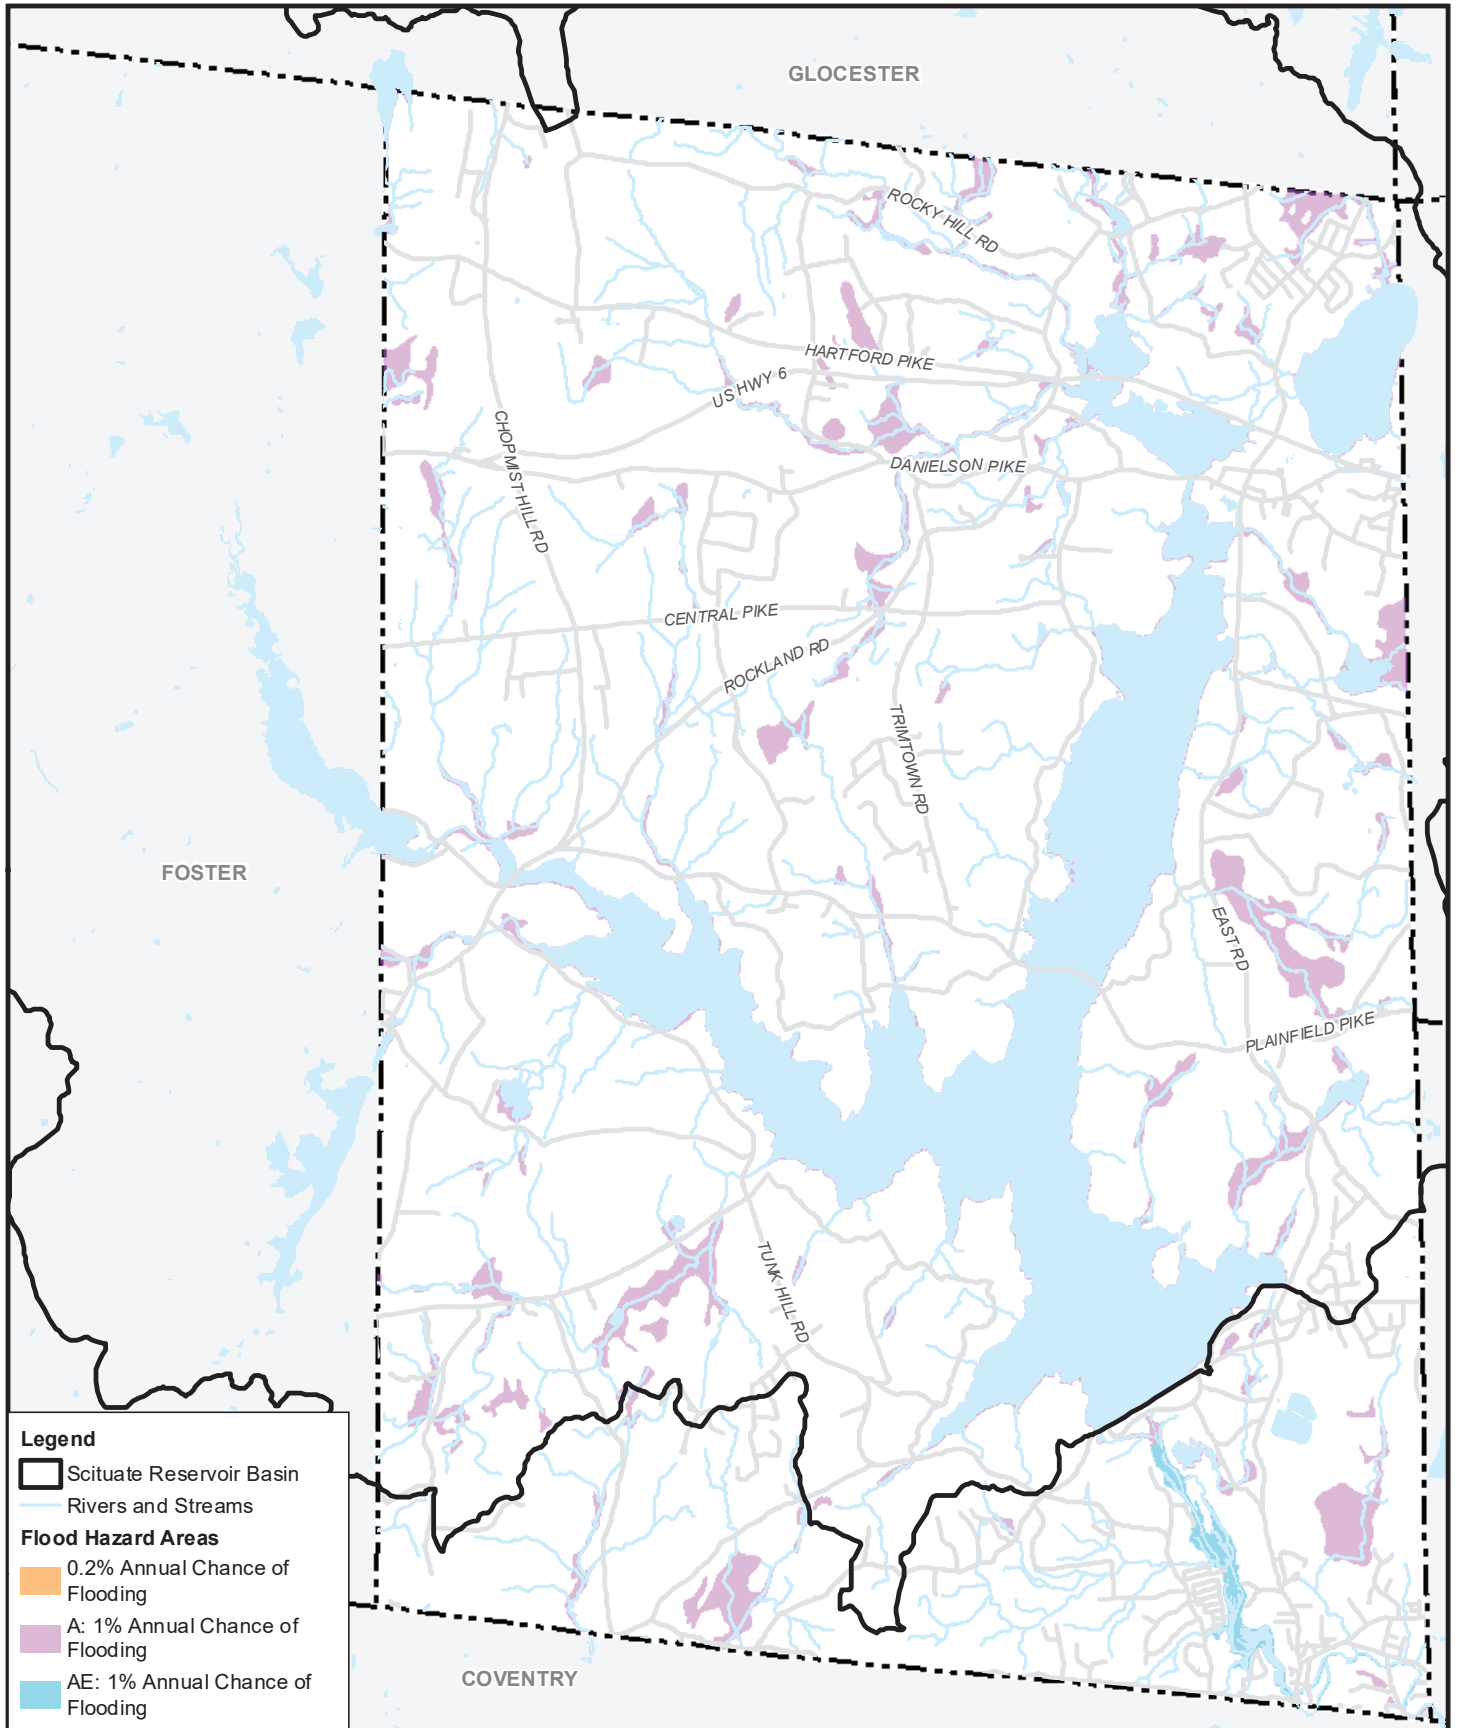 GLOCESTER
ROCKY HILL RD
HARTFORD PIKE
US HWY 6
CHOPMIST HILL RD
DANIELSON PIKE
CENTRAL PIKE
ROCKLAND RD
TRIMTOWN RD
FOSTER
EAST RD
PLAINFIELD PIKE
TUNK HILL RD
Legend
Scituate Reservoir Basin
Rivers and Streams
Flood Hazard Areas
0.2% Annual Chance of
Flooding
A: 1% Annual Chance of
Flooding
AE: 1% Annual Chance of
Flooding
COVENTRY